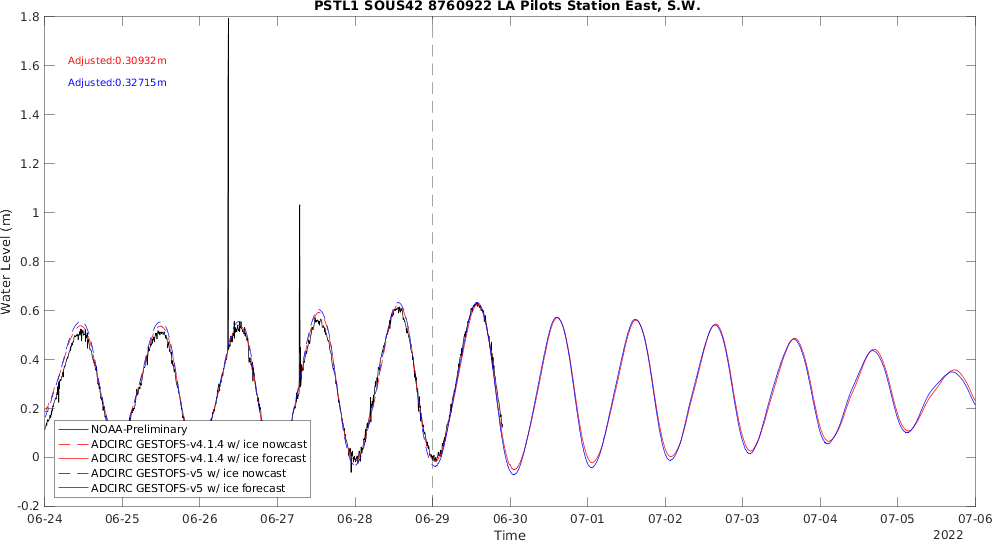 PSTL1 SOUS42 8760922 LA Pilots Station East, S.W.
Adjusted:0.30932m
Adjusted:0.32715m
Water Level (m)
1.8
1.6
1.4
1.2
1
0.8
0.6
0.4
0.2
0
-0.2
NOAA-Preliminary
ADCIRC GESTOFS-v4.1.4 w/ ice nowcast
ADCIRC GESTOFS-v4.1.4 w/ ice forecast
ADCIRC GESTOFS-v5 w/ ice nowcast
ADCIRC GESTOFS-v5 w/ ice forecast
06-24 06-25 06-26 06-27 06-28 06-29 06-30 07-01 07-02 07-03 07-04 07-05 07-06
Time
2022